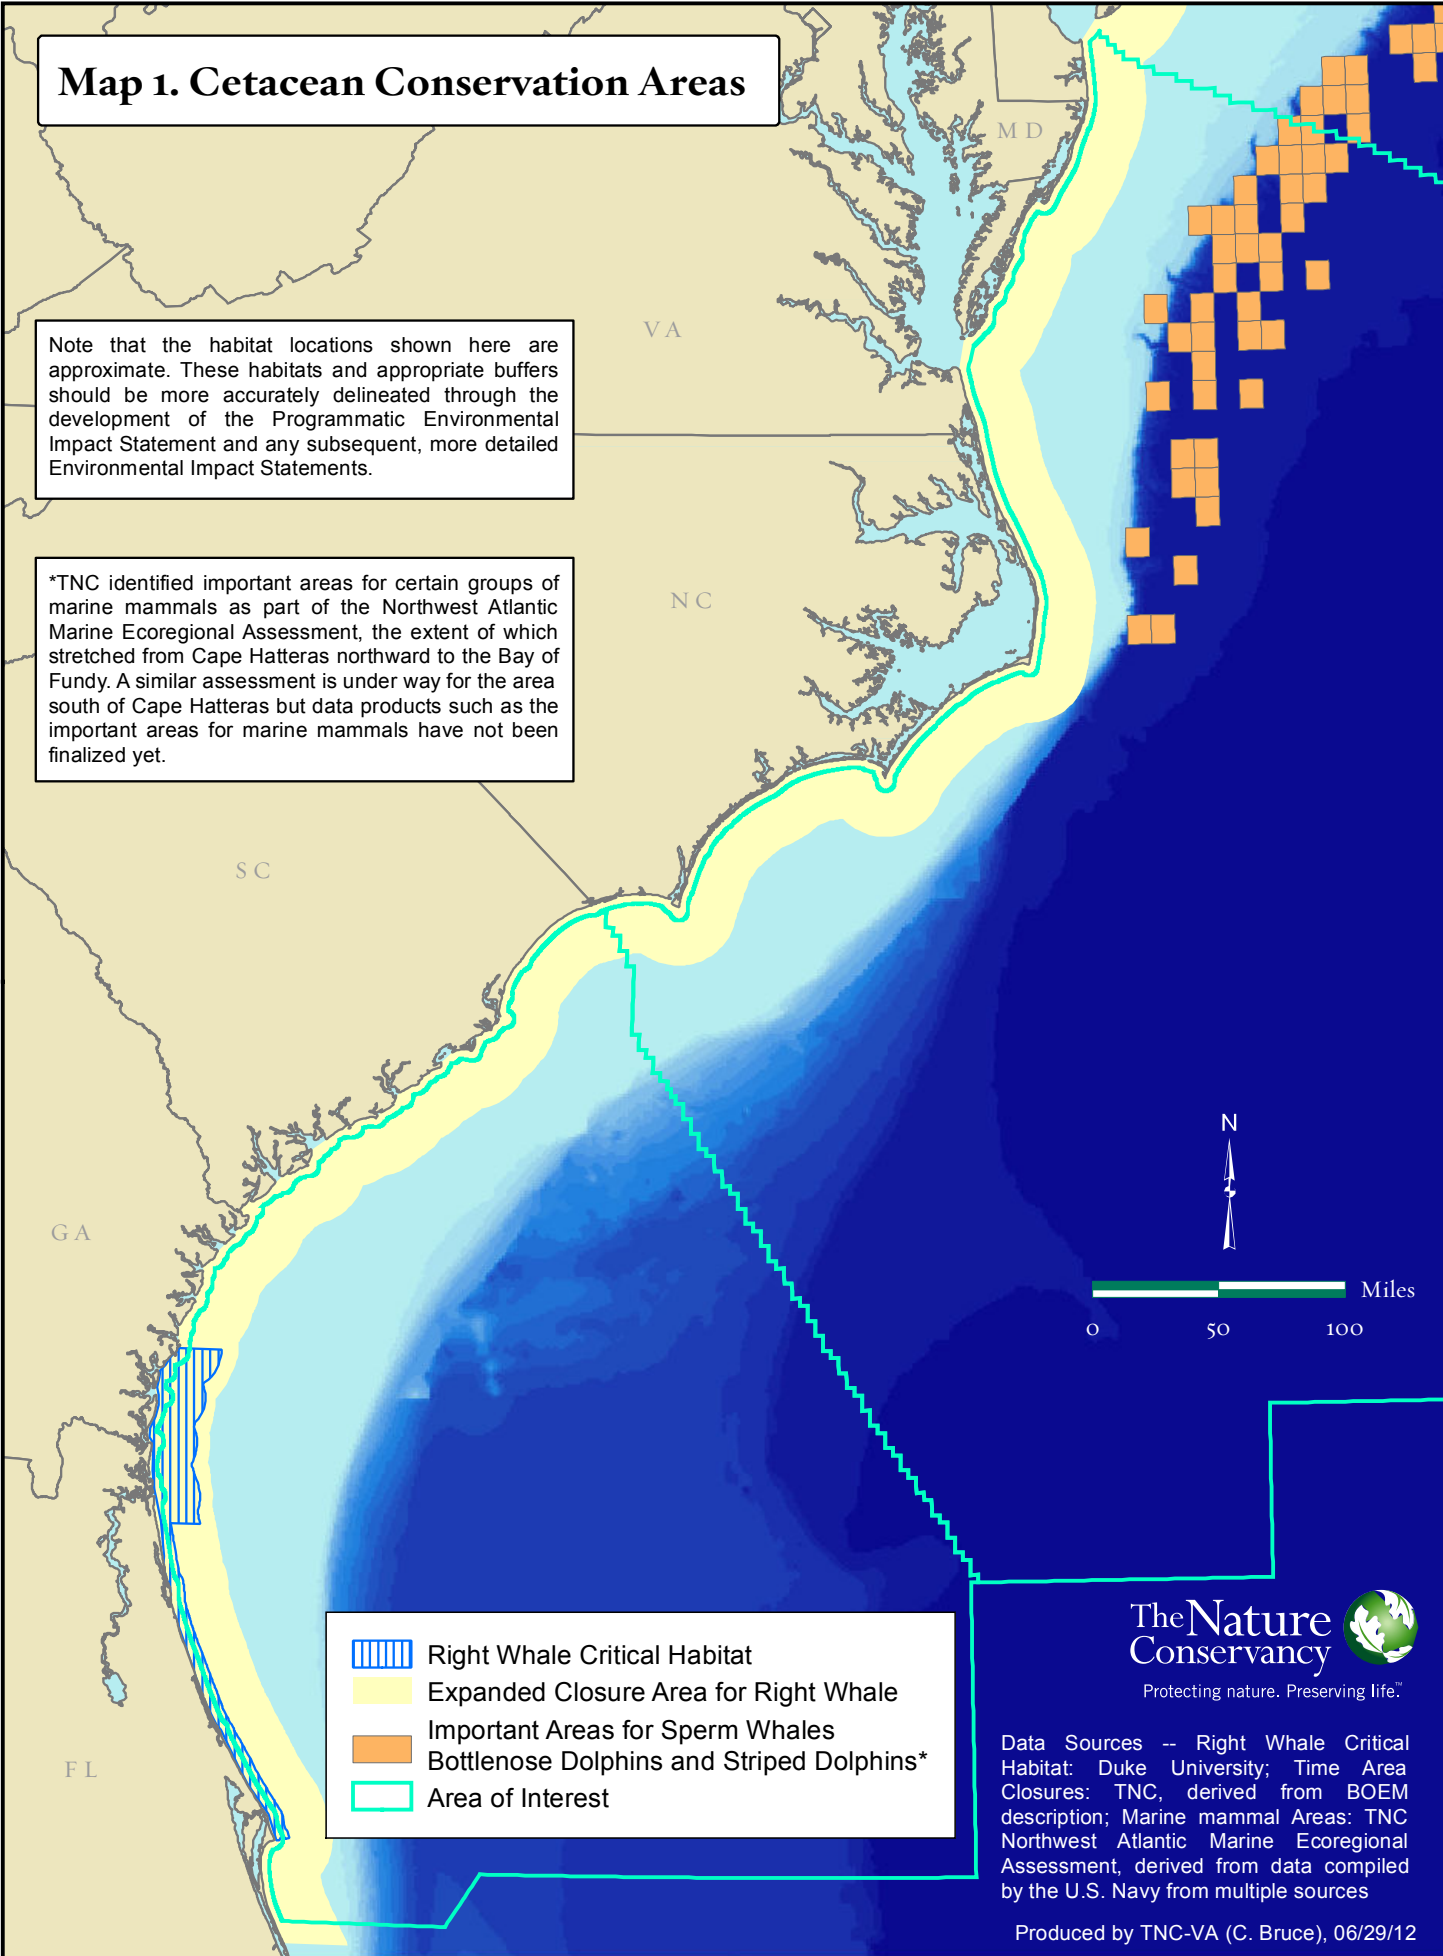 Map 1. Cetacean Conservation Areas
MD
VA
Note that the habitat locations shown here are
approximate. These habitats and appropriate buffers
should be more accurately delineated through the
development of the Programmatic Environmental
Impact Statement and any subsequent, more detailed
Environmental Impact Statements.
*TNC identified important areas for certain groups of
marine mammals as part of the Northwest Atlantic
Marine Ecoregional Assessment, the extent of which
stretched from Cape Hatteras northward to the Bay of
Fundy. A similar assessment is under way for the area
south of Cape Hatteras but data products such as the
important areas for marine mammals have not been
finalized yet.
NC
SC
GA
FL
N
Miles
0 50 100
Right Whale Critical Habitat
Expanded Closure Area for Right Whale
Important Areas for Sperm Whales
Bottlenose Dolphins and Striped Dolphins*
Area of Interest
The Nature
Conservancy
Protecting nature. Preserving life.™
Data Sources -- Right Whale Critical
Habitat: Duke University; Time Area
Closures: TNC, derived from BOEM
description; Marine mammal Areas: TNC
Northwest Atlantic Marine Ecoregional
Assessment, derived from data compiled
by the U.S. Navy from multiple sources
Produced by TNC-VA (C. Bruce), 06/29/12